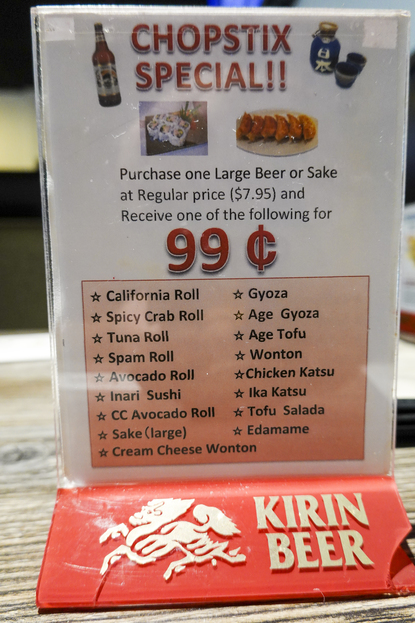 CHOPSTIX
SPECIAL!!
Purchase one Large Beer or Sake
at Regular price ($7.95) and
Receive one of the following for
99 ¢
☆ California Roll ☆ Gyoza
☆ Spicy Crab Roll ☆ Age Gyoza
☆ Tuna Roll ☆ Age Tofu
☆ Spam Roll ☆ Wonton
☆ Avocado Roll ☆ Chicken Katsu
☆ Inari Sushi ☆ Ika Katsu
☆ CC Avocado Roll ☆ Tofu Salada
☆ Sake(large) ☆ Edamame
☆ Cream Cheese Wonton
KIRIN
BEER